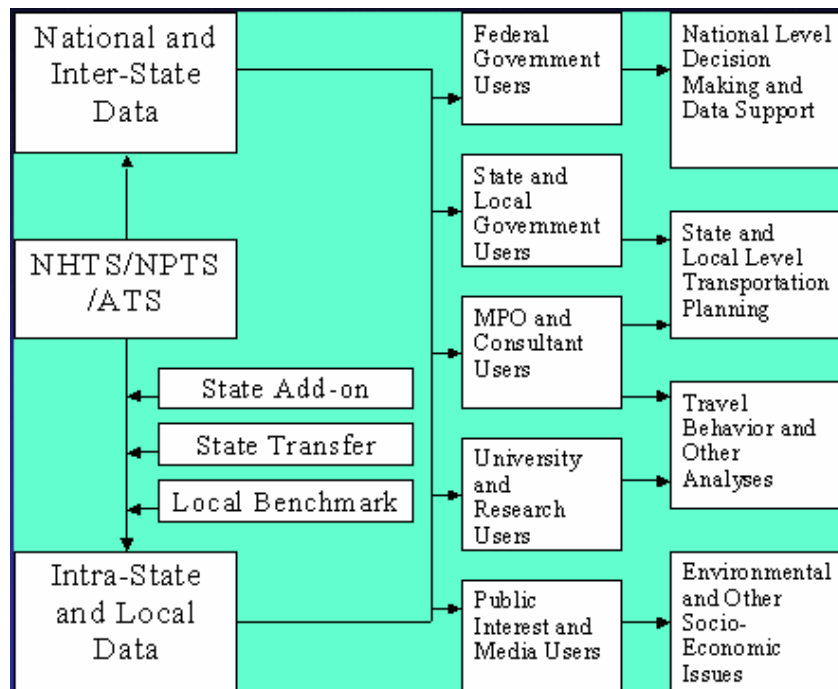 National and
Inter-State
Data
NHTS/NPTS
/ATS
State Add-on
State Transfer
Local Benchmark
Intra-State
and Local
Data
Federal
Government
Users
State and
Local
Government
Users
MPO and
Consultant
Users
University
and
Research
Users
Public
Interest and
Media Users
National Level
Decision
Making and
Data Support
State and
Local Level
Transportation
Planning
Travel
Behavior and
Other
Analyses
Environmental
and Other
Socio-
Economic
Issues